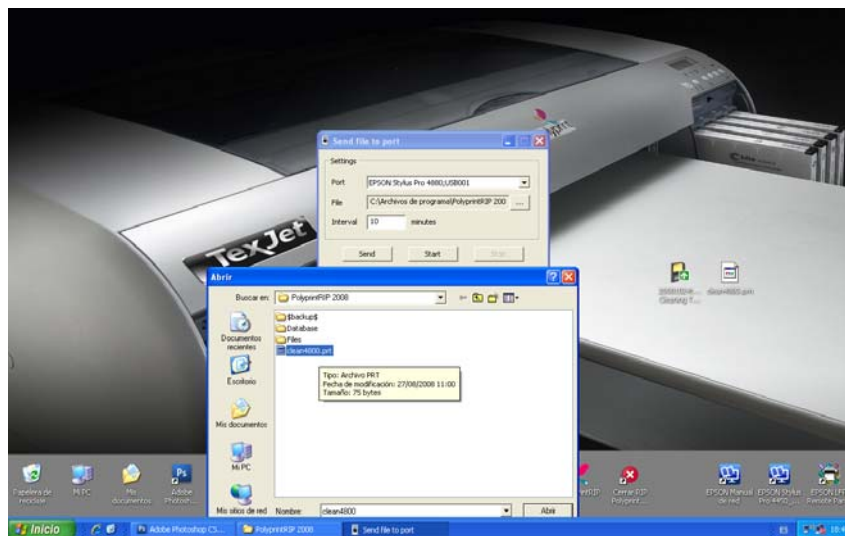 TexJet
Send file to port
Settings
Port EPSON Stylus Pro 4880;USB001
File C:\Archivos de programa\PolyprintRIP 200 ...
Interval 10 minutes
Send Start Stop
Abrir
Buscar en: PolyprintRIP 2008
$backup$
Database
Files
clean4800.prt
Tipo: Archivo PRT
Fecha de modificación: 27/08/2008 11:00
Tamaño: 75 bytes
Documentos
recientes
Escritorio
Mis documentos
Mi PC
Mis sitios de red
Nombre: clean4800 Abrir
Papelera de
reciclaje
Mi PC
Mis
documentos
Adobe
Photosh...
Cerrar RIP
Polyprint...
EPSON Manual
de red
EPSON Stylus
EPSON LFP
Remote Pan
Inicio
Adobe Photoshop CS...
PolyprintRIP 2008
Send file to port
ES